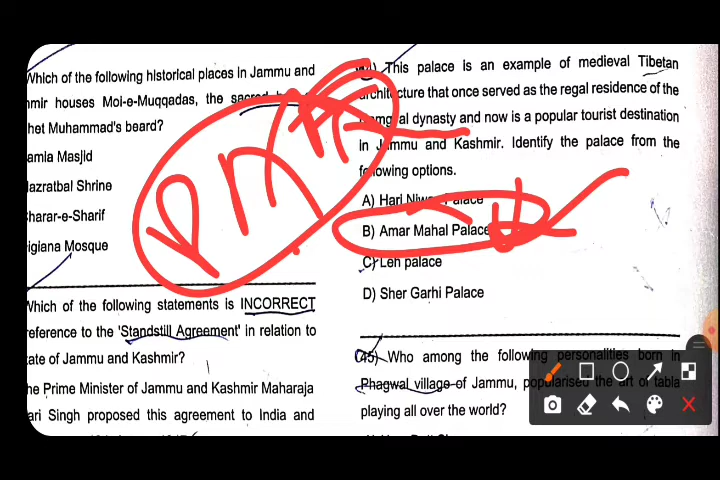 Which of the following historical places in Jammu and
hmir houses Moi-e-Muqqadas, the sacred
het Muhammad's beard?
amia Masjid
azratbal Shrine
harar-e-Sharif
igiana Mosque
Which of the following statements is INCORRECT
reference to the 'Standstill Agreement' in relation to
ate of Jammu and Kashmir?
he Prime Minister of Jammu and Kashmir Maharaja
ari Singh proposed this agreement to India and
This palace is an example of medieval Tibetan
architecture that once served as the regal residence of the
dynasty and now is a popular tourist destination
in Jammu and Kashmir. Identify the palace from the
following options.
A) Hari Niwas Palace
B) Amar Mahal Palace
C) Leh palace
D) Sher Garhi Palace
45) Who among the following personalities born in
Phagwal village of Jammu, popularised the art of tabla
playing all over the world?